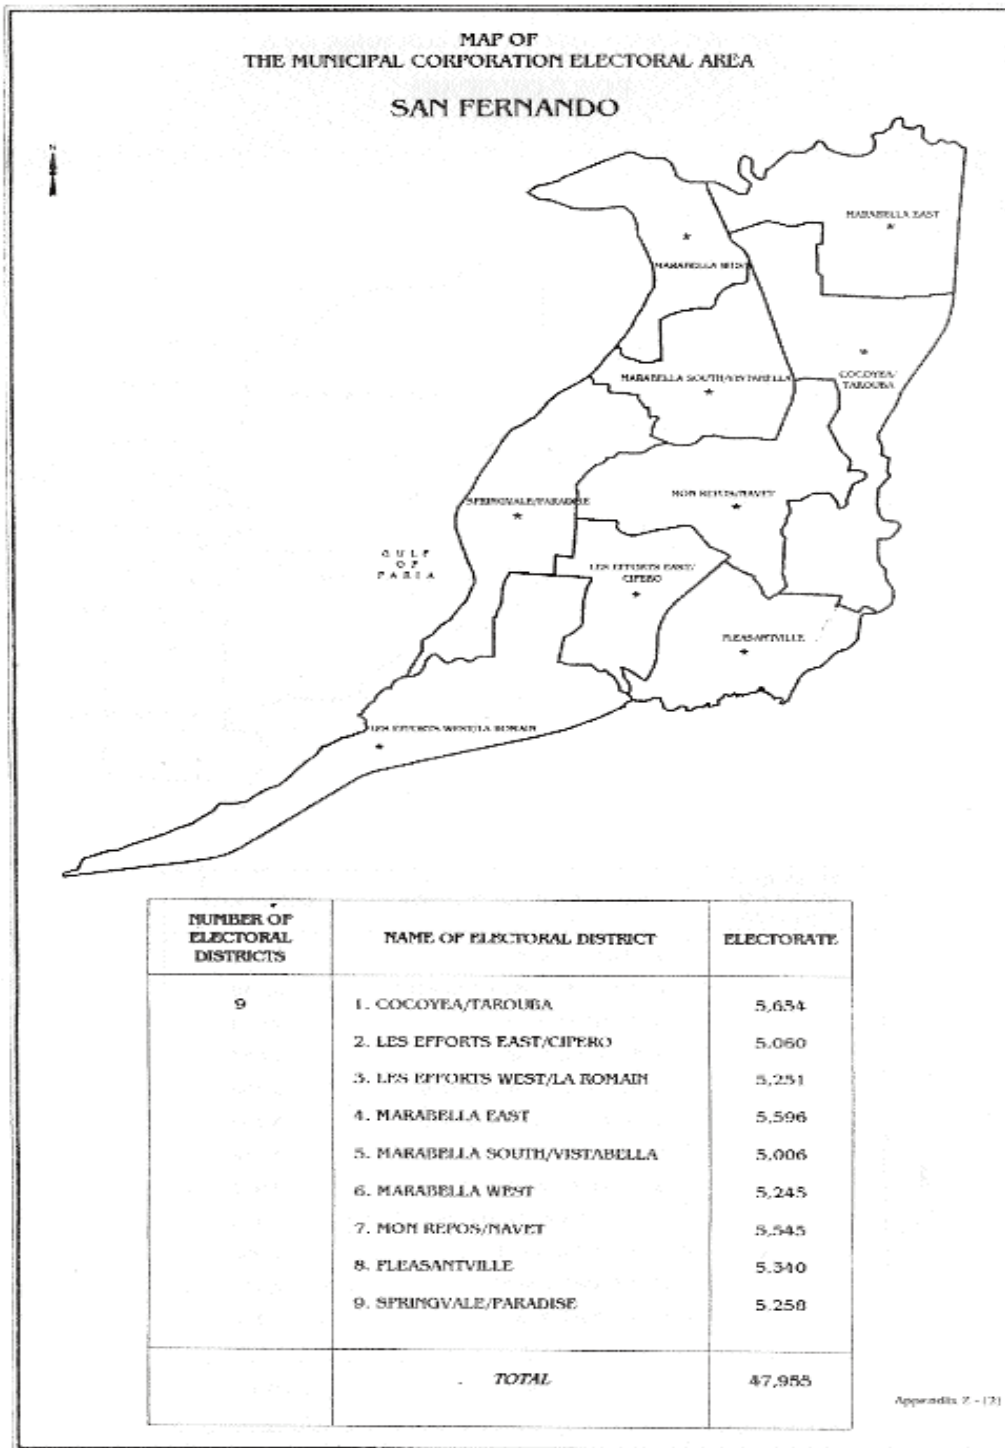 MAP OF
THE MUNICIPAL CORPORATION ELECTORAL AREA
SAN FERNANDO
N
MARABELLA EAST
MARABELLA WEST
COCOYEA/
TAROUBA
MARABELLA SOUTH/VISTABELLA
MON REPOS/NAVET
SPRINGVALE/PARADISE
GULF
OF
PARIA
LES EFFORTS EAST/
CIPERO
PLEASANTVILLE
LES EFFORTS WEST/LA ROMAIN
NUMBER OF ELECTORAL DISTRICTS NAME OF ELECTORAL DISTRICT ELECTORATE
9 1. COCOYEA/TAROUBA 5,654
2. LES EFFORTS EAST/CIPERO 5.060
3. LES EFFORTS WEST/LA ROMAIN 5,251
4. MARABELLA EAST 5,596
5. MARABELLA SOUTH/VISTABELLA 5,006
6. MARABELLA WEST 5,245
7. MON REPOS/NAVET 5,545
8. PLEASANTVILLE 5.340
9. SPRINGVALE/PARADISE 5.258
TOTAL 47,955
Appendix Z - (2)